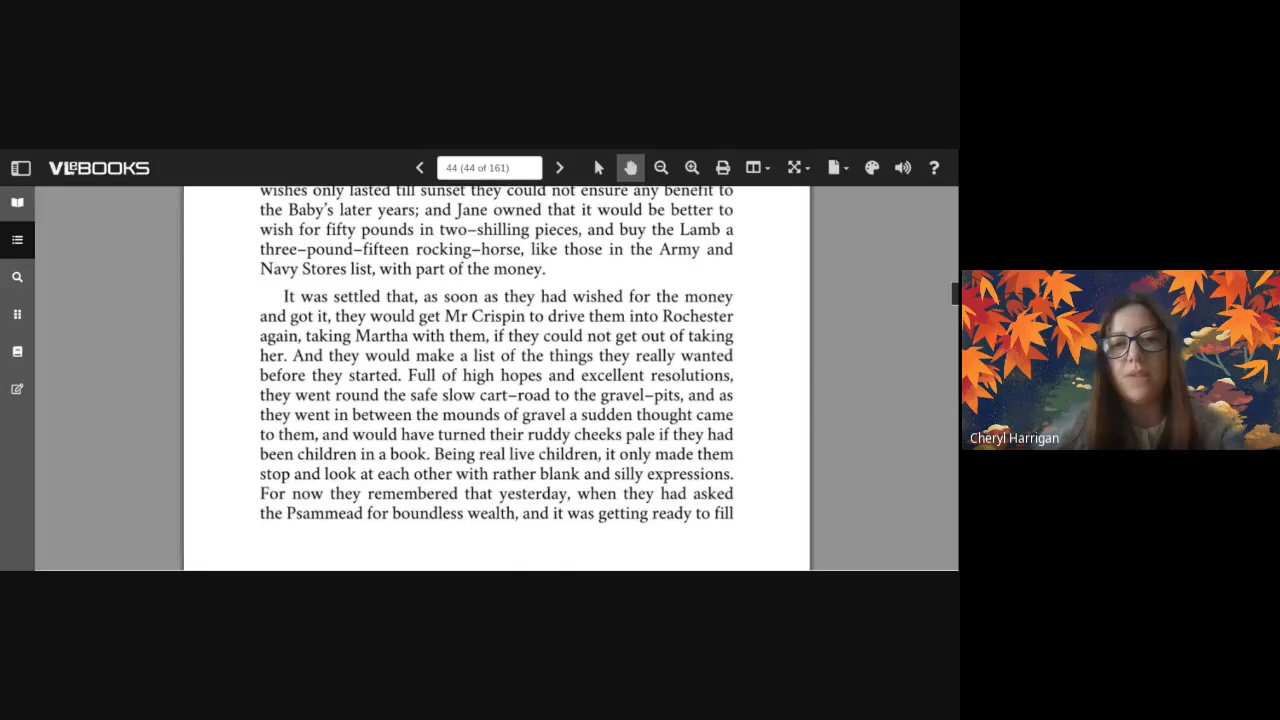 VLeBOOKS
44 (44 of 161)
wishes only lasted till sunset they could not ensure any benefit to
the Baby's later years; and Jane owned that it would be better to
wish for fifty pounds in two–shilling pieces, and buy the Lamb a
three–pound–fifteen rocking–horse, like those in the Army and
Navy Stores list, with part of the money.
It was settled that, as soon as they had wished for the money
and got it, they would get Mr Crispin to drive them into Rochester
again, taking Martha with them, if they could not get out of taking
her. And they would make a list of the things they really wanted
before they started. Full of high hopes and excellent resolutions,
they went round the safe slow cart–road to the gravel–pits, and as
they went in between the mounds of gravel a sudden thought came
to them, and would have turned their ruddy cheeks pale if they had
been children in a book. Being real live children, it only made them
stop and look at each other with rather blank and silly expressions.
For now they remembered that yesterday, when they had asked
the Psammead for boundless wealth, and it was getting ready to fill
Cheryl Harrigan